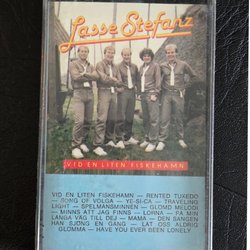 Lasse Stefanz
VID EN LITEN FISKEHAMN
VID EN LITEN FISKEHAMN — RENTED TUXEDO
— SONG OF VOLGA — YE-SI-CA — TRAVELING
LIGHT — SPELMANSMINNEN — GLÖMD MELODI
— MINNS ATT JAG FINNS — LORNA — PÅ MIN
LÅNGA VÄG TILL DEJ — MAMA — DEN SÅNGEN
HAN SJÖNG EN GÅNG — LÅT OSS ALDRIG
GLÖMMA — HAVE YOU EVER BEEN LONELY